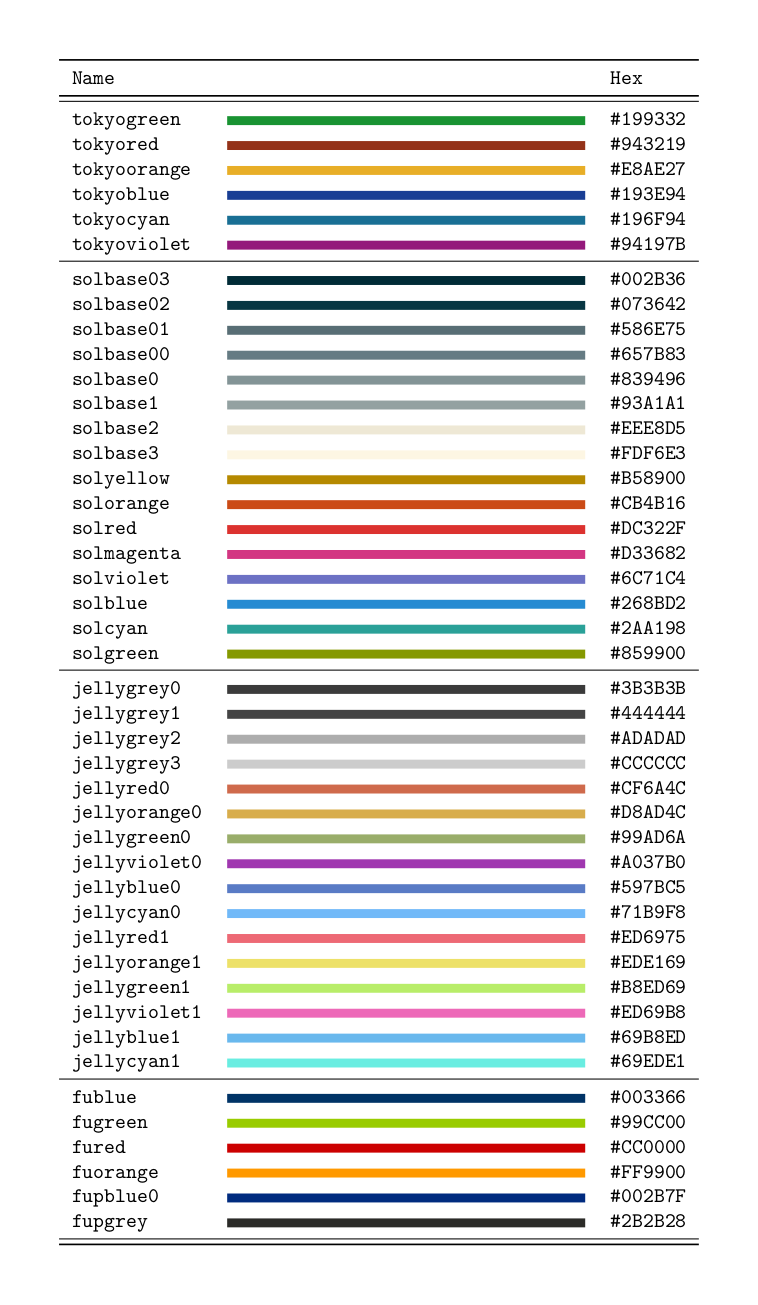 Name Hex
tokyogreen #199332
tokyored #943219
tokyoorange #E8AE27
tokyoblue #193E94
tokyocyan #196F94
tokyoviolet #94197B
solbase03 #002B36
solbase02 #073642
solbase01 #586E75
solbase00 #657B83
solbase0 #839496
solbase1 #93A1A1
solbase2 #EEE8D5
solbase3 #FDF6E3
solyellow #B58900
solorange #CB4B16
solred #DC322F
solmagenta #D33682
solviolet #6C71C4
solblue #268BD2
solcyan #2AA198
solgreen #859900
jellygrey0 #3B3B3B
jellygrey1 #444444
jellygrey2 #ADADAD
jellygrey3 #CCCCCC
jellyred0 #CF6A4C
jellyorange0 #D8AD4C
jellygreen0 #99AD6A
jellyviolet0 #A037B0
jellyblue0 #597BC5
jellycyan0 #71B9F8
jellyred1 #ED6975
jellyorange1 #EDE169
jellygreen1 #B8ED69
jellyviolet1 #ED69B8
jellyblue1 #69B8ED
jellycyan1 #69EDE1
fublue #003366
fugreen #99CC00
fured #CC0000
fuorange #FF9900
fupblue0 #002B7F
fupgrey #2B2B28